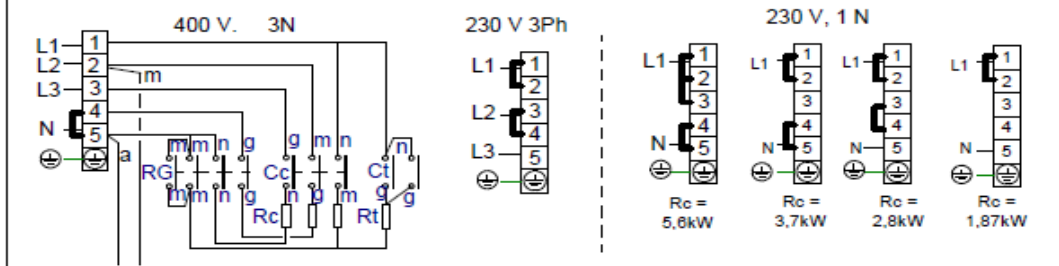 400 V. 3N
L1 1
L2 2
m
L3 3
4
N 5
a
m m n g g m n n
RG Cc Ct
m m n g n g m g g
Rc Rt
230 V 3Ph
L1 1
2
L2 3
4
L3 5
230 V, 1 N
L1 1
2
3
4
N 5
Rc =
5,6kW
L1 1
2
3
4
N 5
Rc =
3,7kW
L1 1
2
3
4
N 5
Rc =
2,8kW
L1 1
2
3
4
N 5
Rc =
1,87kW